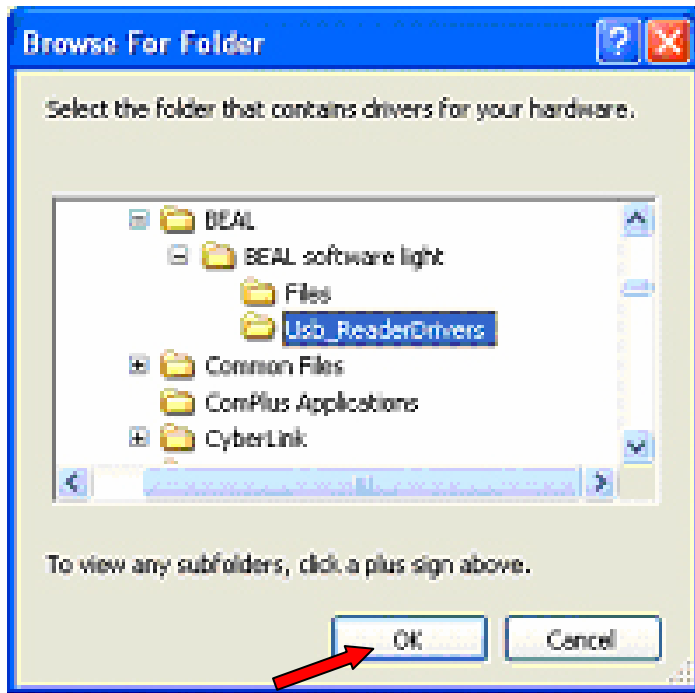 Browse For Folder
Select the folder that contains drivers for your hardware.
BEAL
BEAL software light
Files
Usb_ReaderDrivers
Common Files
ComPlus Applications
CyberLink
To view any subfolders, click a plus sign above.
OK Cancel